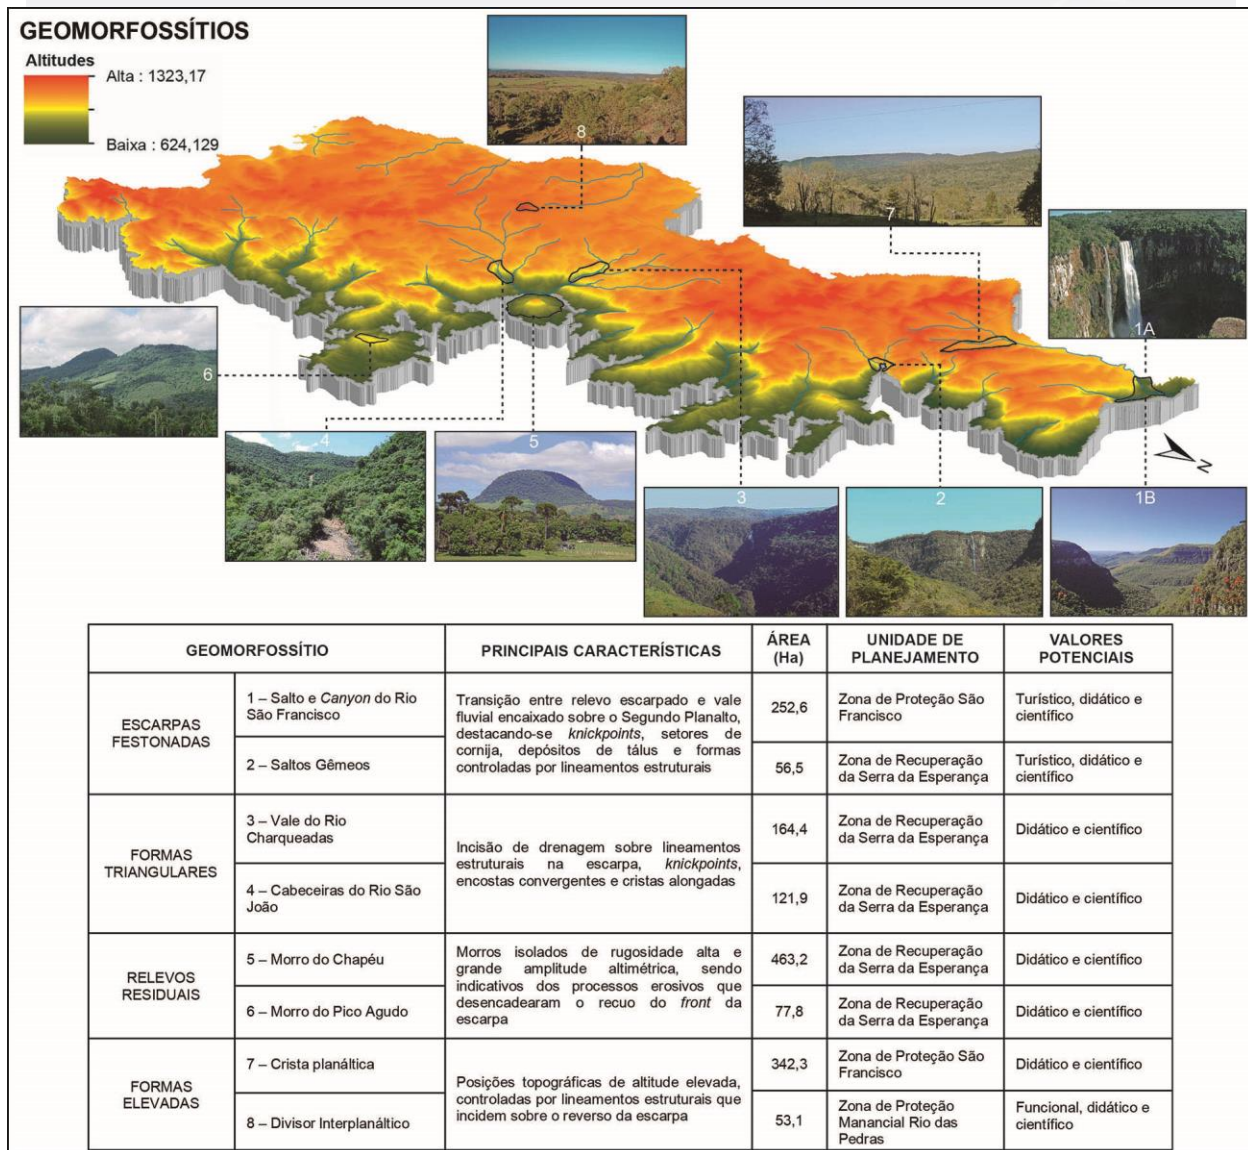 GEOMORFOSSÍTIOS
Altitudes
Alta : 1323,17
Baixa : 624,129
8
7
1A
6
4
5
3
2
1B
N
GEOMORFOSSÍTIO
PRINCIPAIS CARACTERÍSTICAS
ÁREA
(Ha)
UNIDADE DE
PLANEJAMENTO
VALORES
POTENCIAIS
ESCARPAS
FESTONADAS
1 – Salto e Canyon do Rio
São Francisco
Transição entre relevo escarpado e vale
fluvial encaixado sobre o Segundo Planalto,
destacando-se knickpoints, setores de
cornija, depósitos de tálus e formas
controladas por lineamentos estruturais
252,6
Zona de Proteção São
Francisco
Turístico, didático e
científico
2 – Saltos Gêmeos
56,5
Zona de Recuperação
da Serra da Esperança
Turístico, didático e
científico
FORMAS
TRIANGULARES
3 – Vale do Rio
Charqueadas
Incisão de drenagem sobre lineamentos
estruturais na escarpa, knickpoints,
encostas convergentes e cristas alongadas
164,4
Zona de Recuperação
da Serra da Esperança
Didático e científico
4 – Cabeceiras do Rio São
João
121,9
Zona de Recuperação
da Serra da Esperança
Didático e científico
RELEVOS
RESIDUAIS
5 – Morro do Chapéu
Morros isolados de rugosidade alta e
grande amplitude altimétrica, sendo
indicativos dos processos erosivos que
desencadearam o recuo do front da
escarpa
463,2
Zona de Recuperação
da Serra da Esperança
Didático e científico
6 – Morro do Pico Agudo
77,8
Zona de Recuperação
da Serra da Esperança
Didático e científico
FORMAS
ELEVADAS
7 – Crista planáltica
Posições topográficas de altitude elevada,
controladas por lineamentos estruturais que
incidem sobre o reverso da escarpa
342,3
Zona de Proteção São
Francisco
Didático e científico
8 – Divisor Interplanáltico
53,1
Zona de Proteção
Manancial Rio das
Pedras
Funcional, didático e
científico